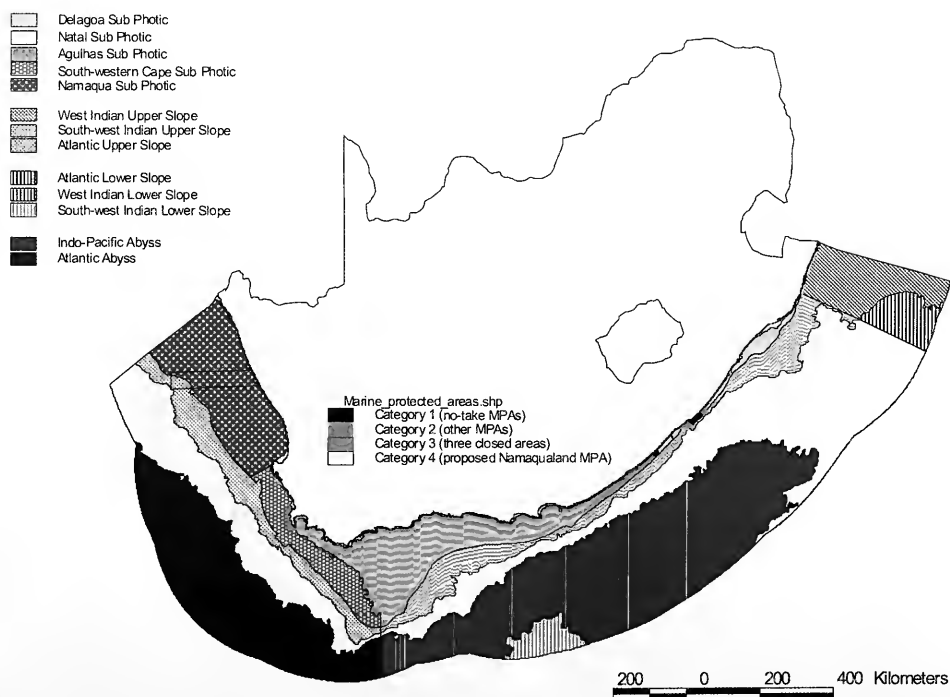 Delagoa Sub Photic
Natal Sub Photic
Agulhas Sub Photic
South-western Cape Sub Photic
Namaqua Sub Photic
West Indian Upper Slope
South-west Indian Upper Slope
Atlantic Upper Slope
Atlantic Lower Slope
West Indian Lower Slope
South-west Indian Lower Slope
Indo-Pacific Abyss
Atlantic Abyss
Marine_protected_areas.shp
Category 1 (no-take MPAs)
Category 2 (other MPAs)
Category 3 (three closed areas)
Category 4 (proposed Namaqualand MPA)
200 0 200 400 Kilometers